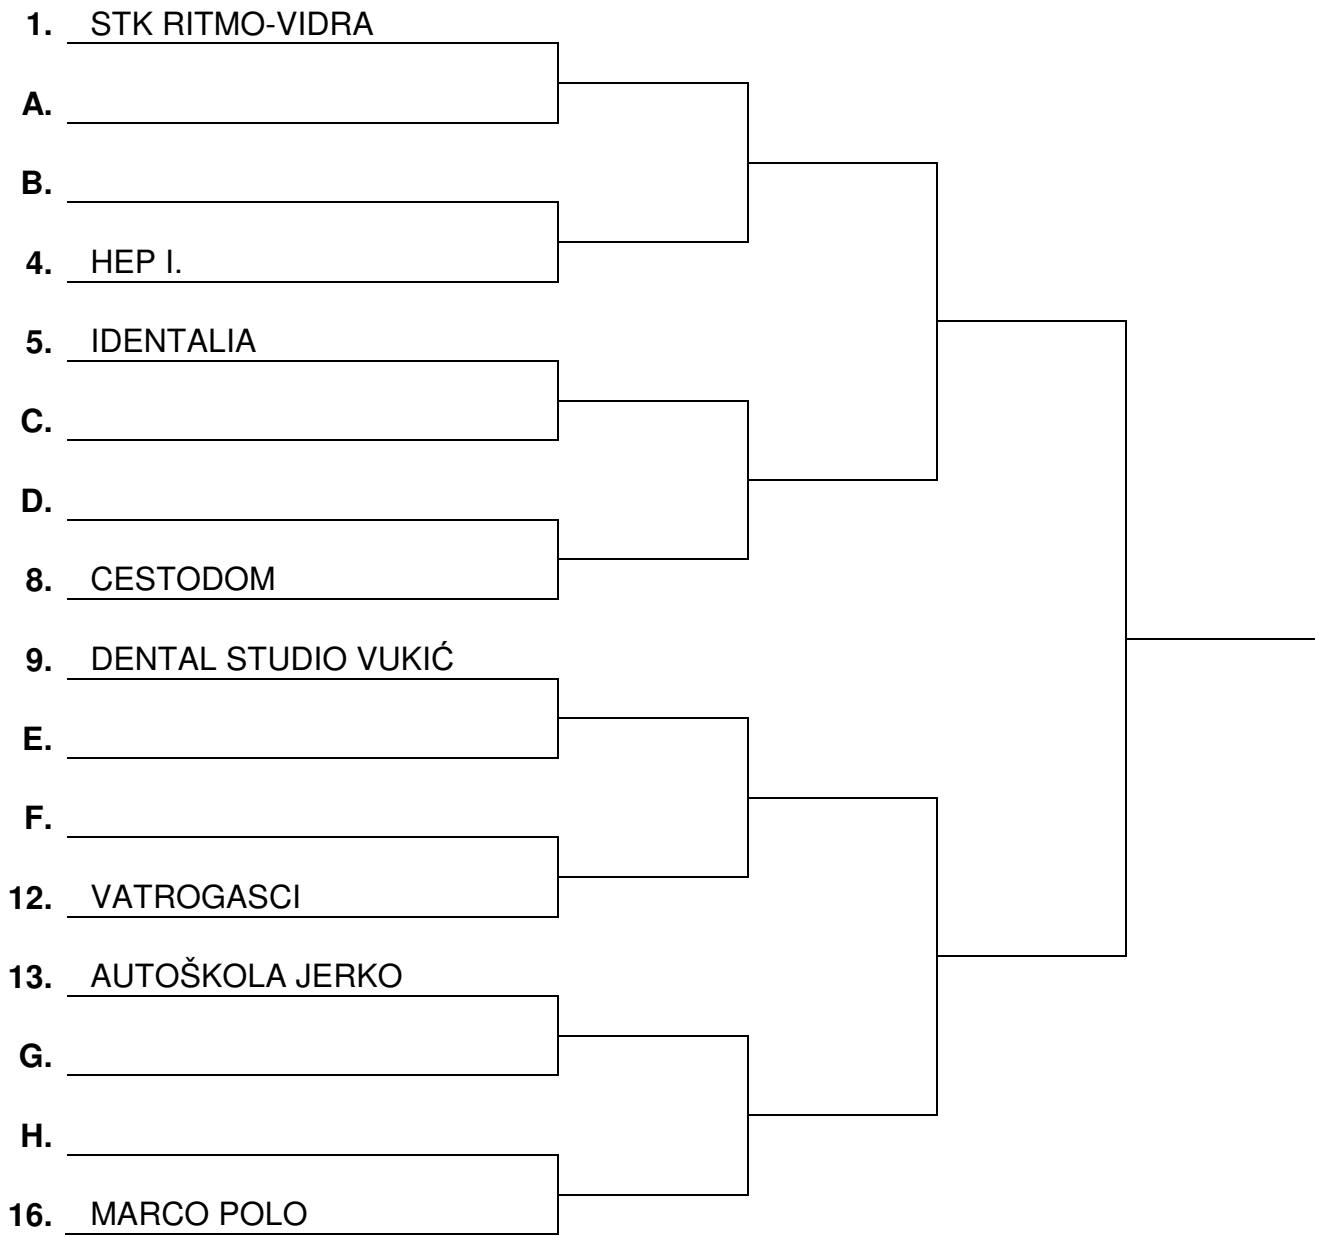 1. STK RITMO-VIDRA
A.
B.
4. HEP I.
5. IDENTALIA
C.
D.
8. CESTODOM
9. DENTAL STUDIO VUKIĆ
E.
F.
12. VATROGASCI
13. AUTOŠKOLA JERKO
G.
H.
16. MARCO POLO